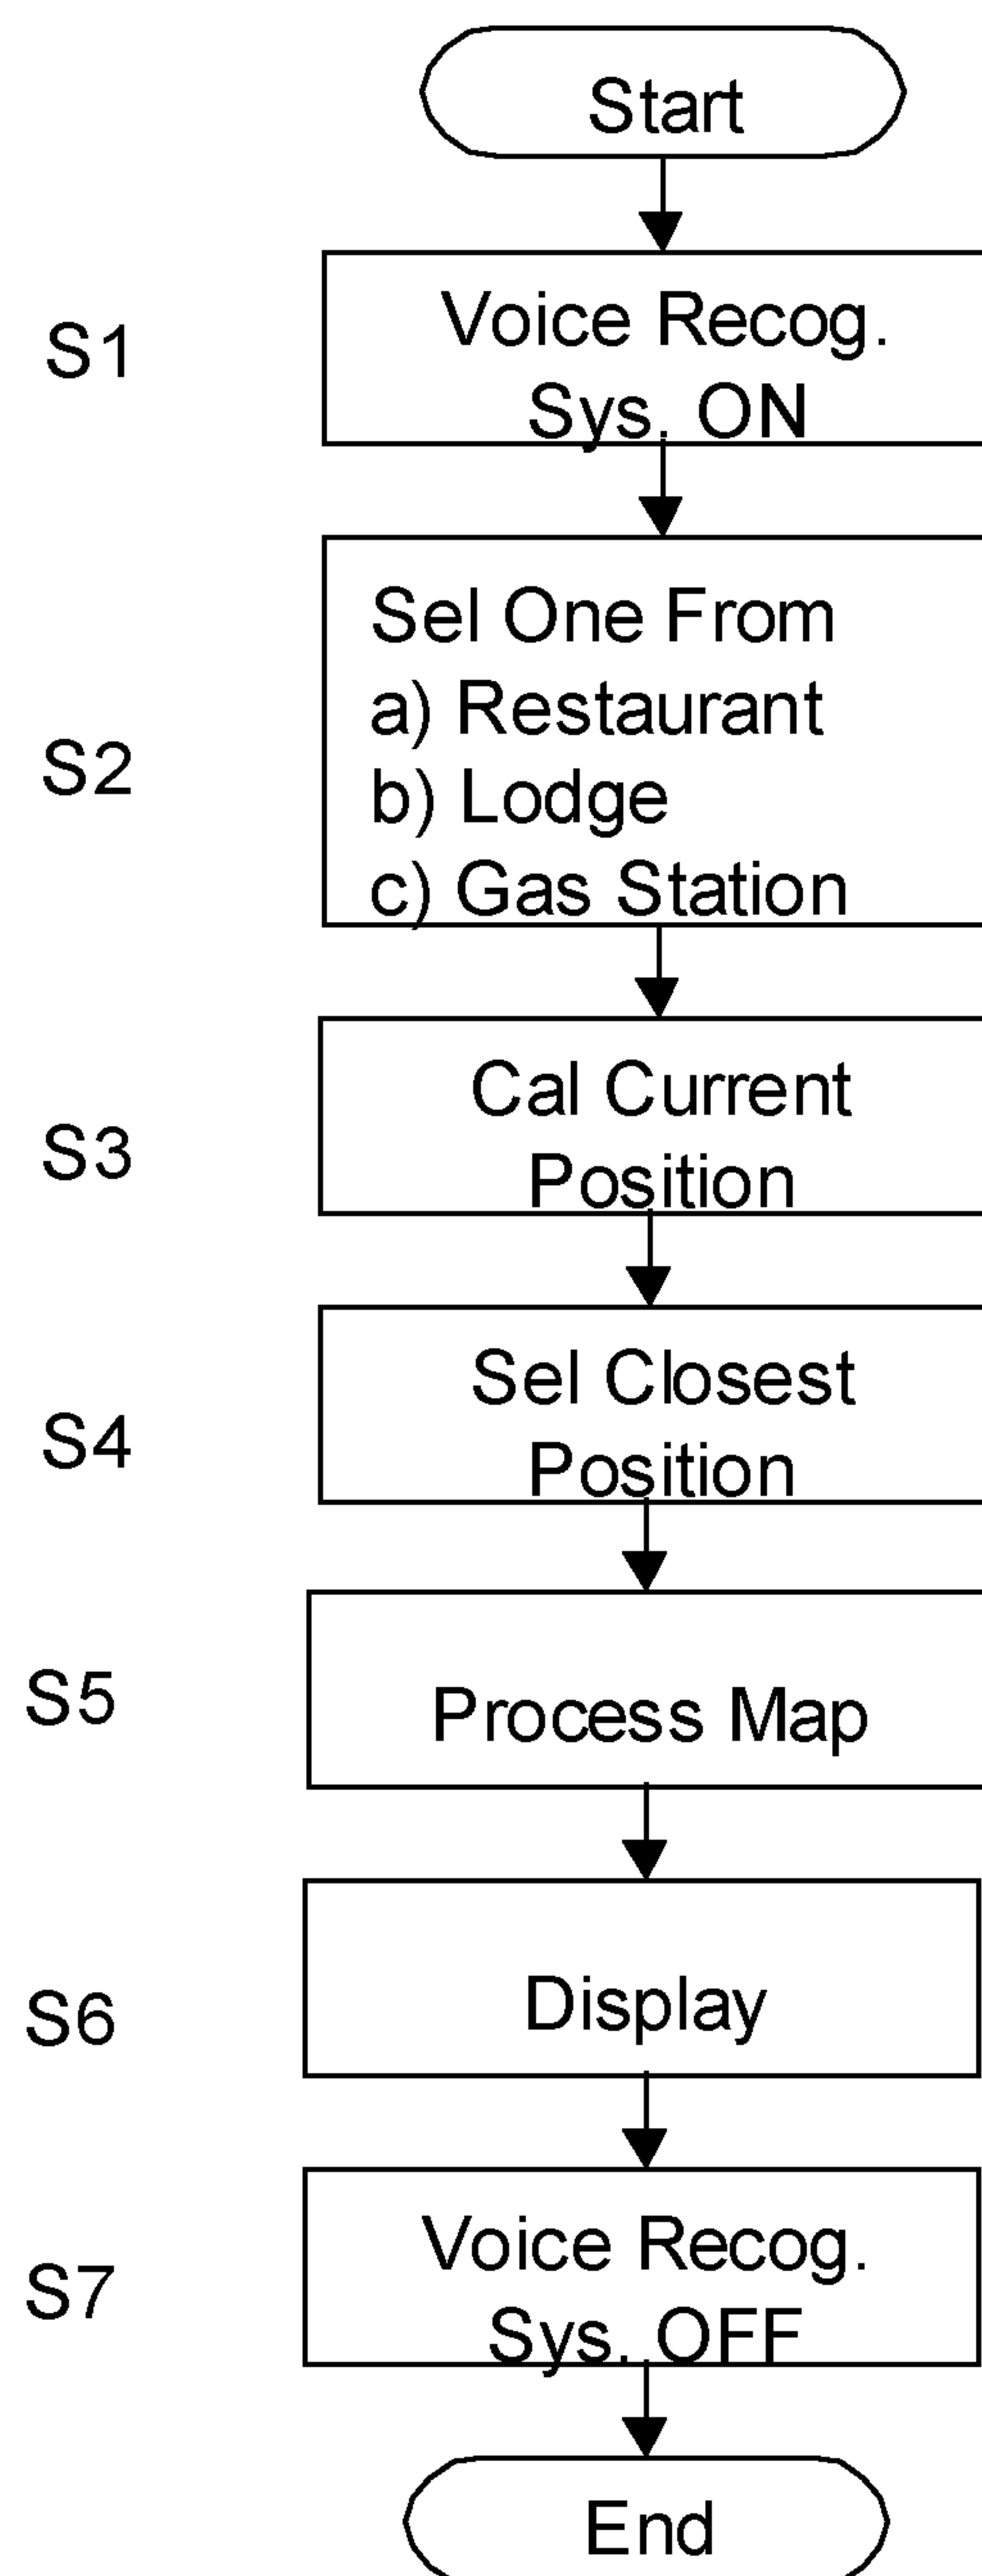 Start
S1
Voice Recog.
Sys. ON
S2
Sel One From
a) Restaurant
b) Lodge
c) Gas Station
S3
Cal Current
Position
S4
Sel Closest
Position
S5
Process Map
S6
Display
S7
Voice Recog.
Sys. OFF
End